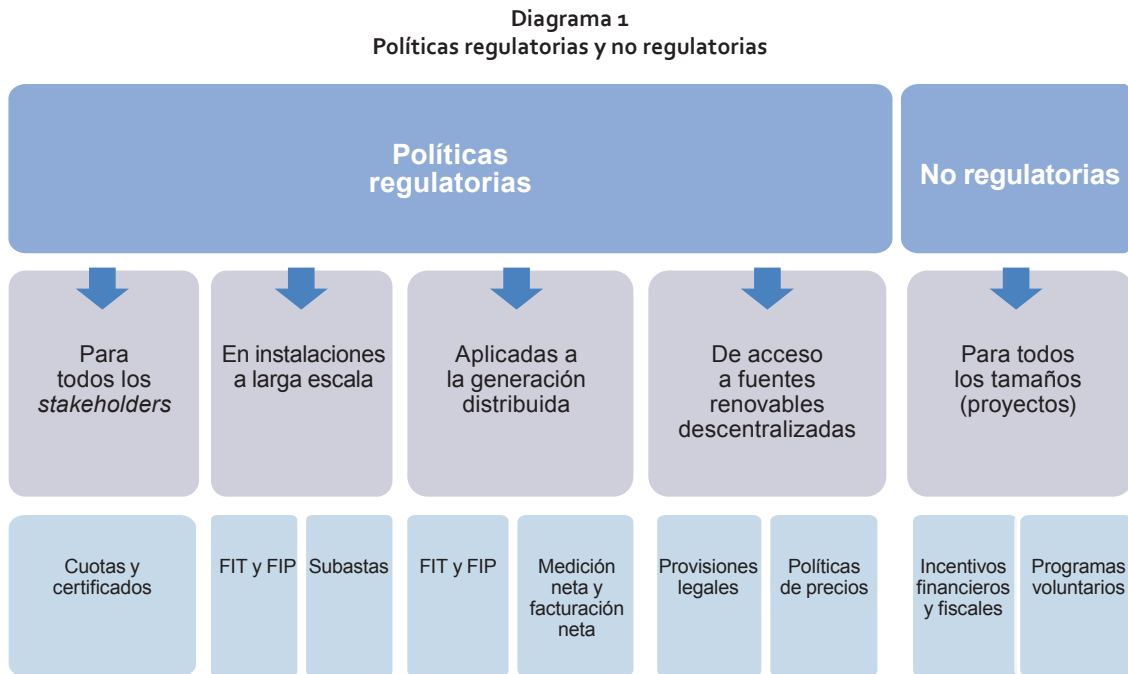 Diagrama 1
Políticas regulatorias y no regulatorias
Políticas
regulatorias
No regulatorias
Para
todos los
stakeholders
En instalaciones
a larga escala
Aplicadas a
la generación
distribuida
De acceso
a fuentes
renovables
descentralizadas
Para todos
los tamaños
(proyectos)
Cuotas y
certificados
FIT y FIP
Subastas
FIT y FIP
Medición
neta y
facturación
neta
Provisiones
legales
Políticas
de precios
Incentivos
financieros
y fiscales
Programas
voluntarios